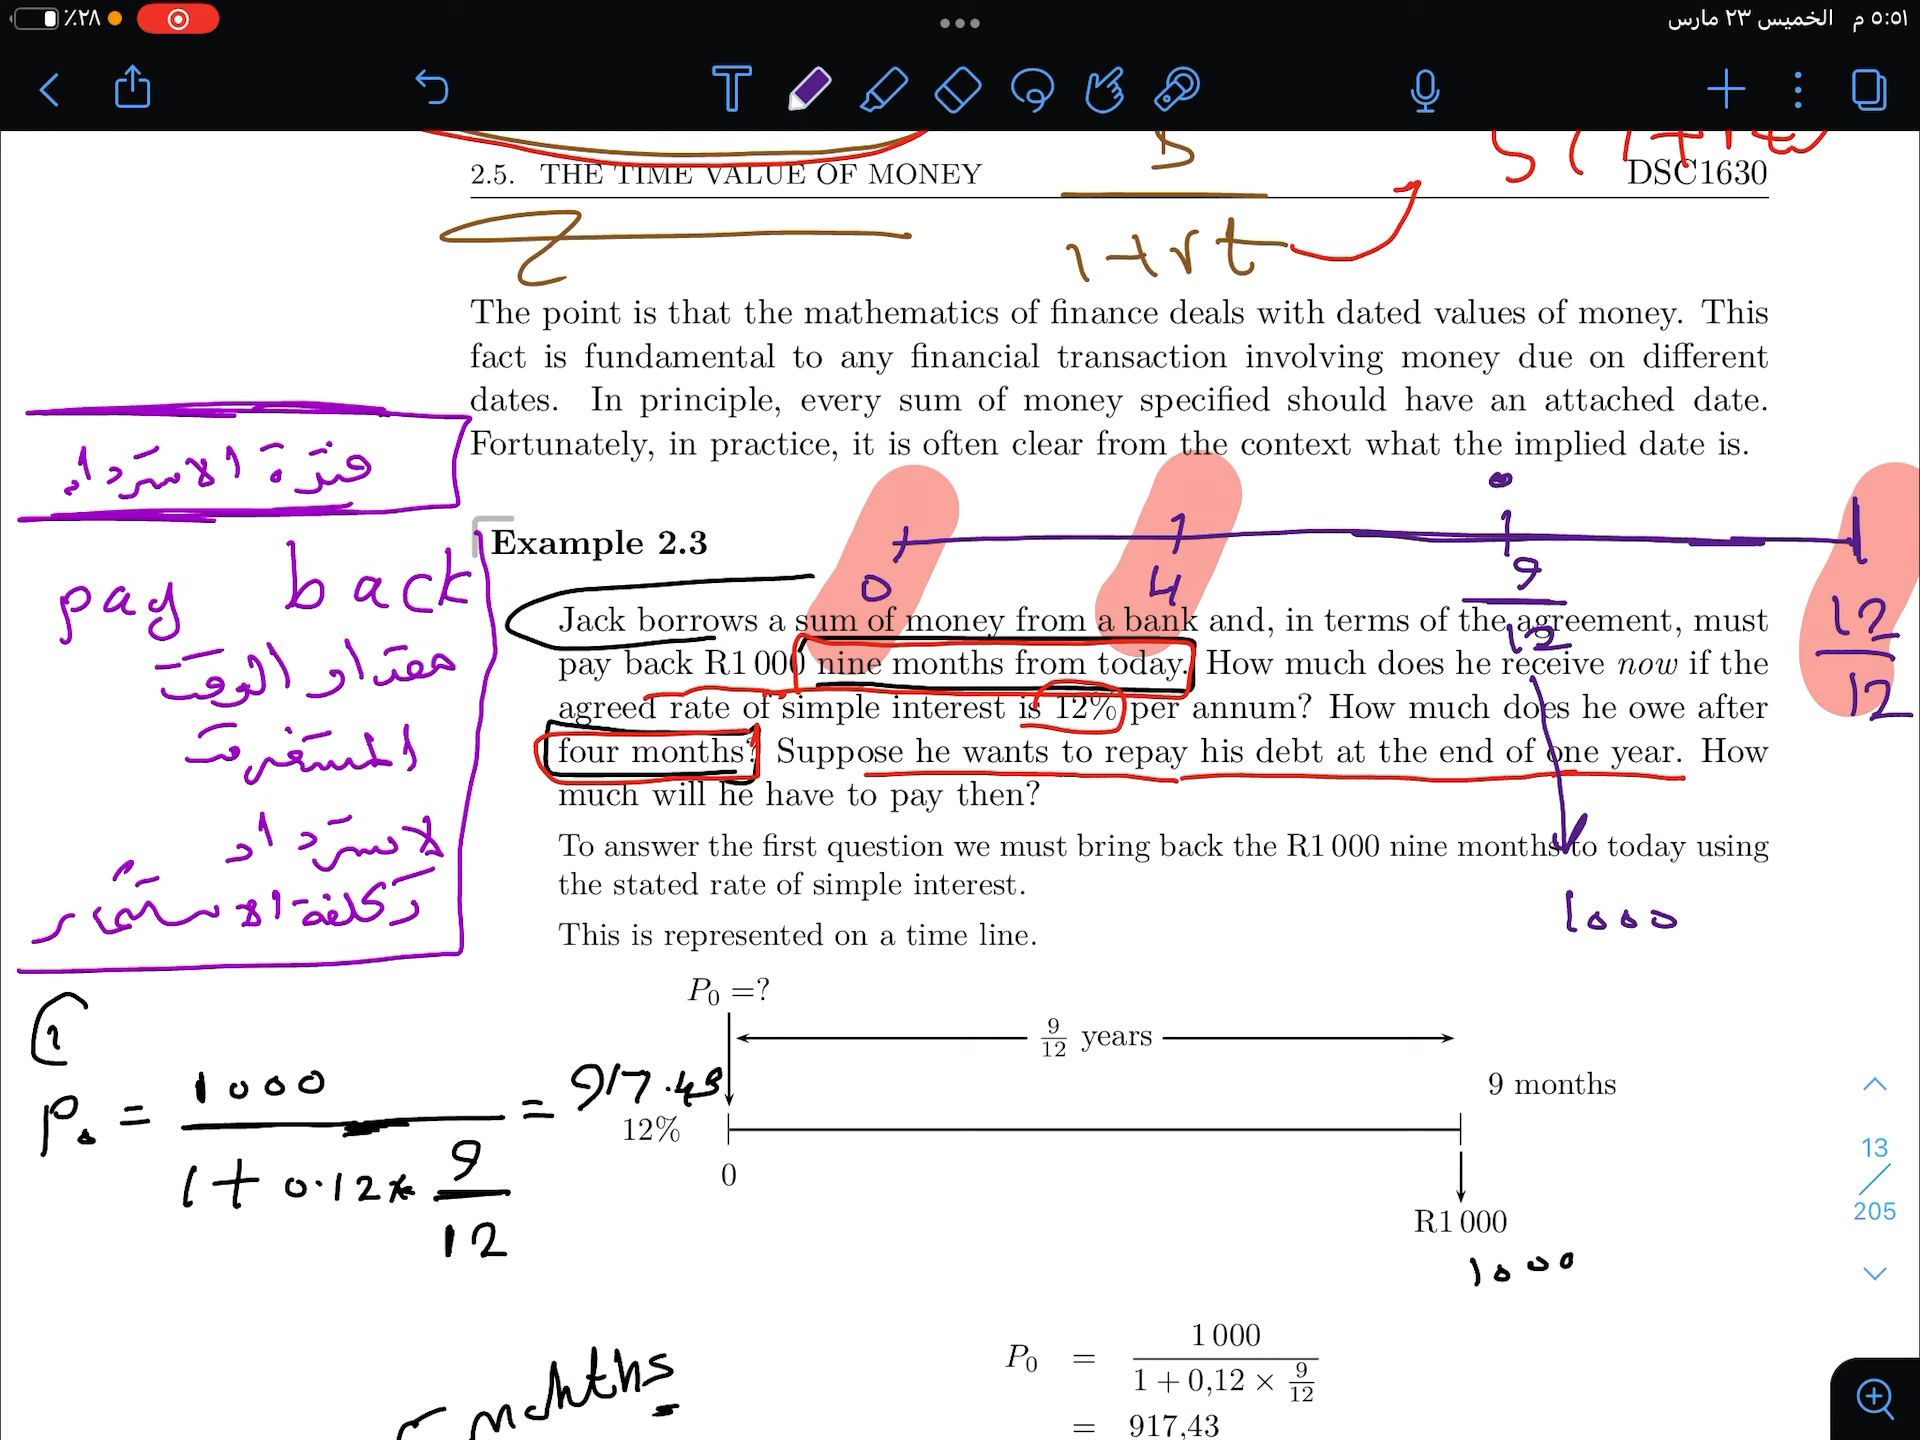 ٪٢٨
٥:٥١ م الخميس ٢٣ مارس
2.5. THE TIME VALUE OF MONEY
DSC1630
S
1+rt
The point is that the mathematics of finance deals with dated values of money. This
fact is fundamental to any financial transaction involving money due on different
dates. In principle, every sum of money specified should have an attached date.
Fortunately, in practice, it is often clear from the context what the implied date is.
فترة الاسترداد
pay back
مقدار الوقت
المستغرق
لاسترداد
تكلفة الاستثمار
0 4 9/12 12/12
1000
Example 2.3
Jack borrows a sum of money from a bank and, in terms of the agreement, must
pay back R1 000 nine months from today. How much does he receive now if the
agreed rate of simple interest is 12% per annum? How much does he owe after
four months? Suppose he wants to repay his debt at the end of one year. How
much will he have to pay then?
To answer the first question we must bring back the R1 000 nine months to today using
the stated rate of simple interest.
This is represented on a time line.
P0 =?
9/12 years
9 months
12%
0
R1 000
1000
1
P0 = 1000 / (1 + 0.12 * 9/12) = 917.43
months
P0 = 1 000 / (1 + 0,12 × 9/12)
= 917,43
13
/
205